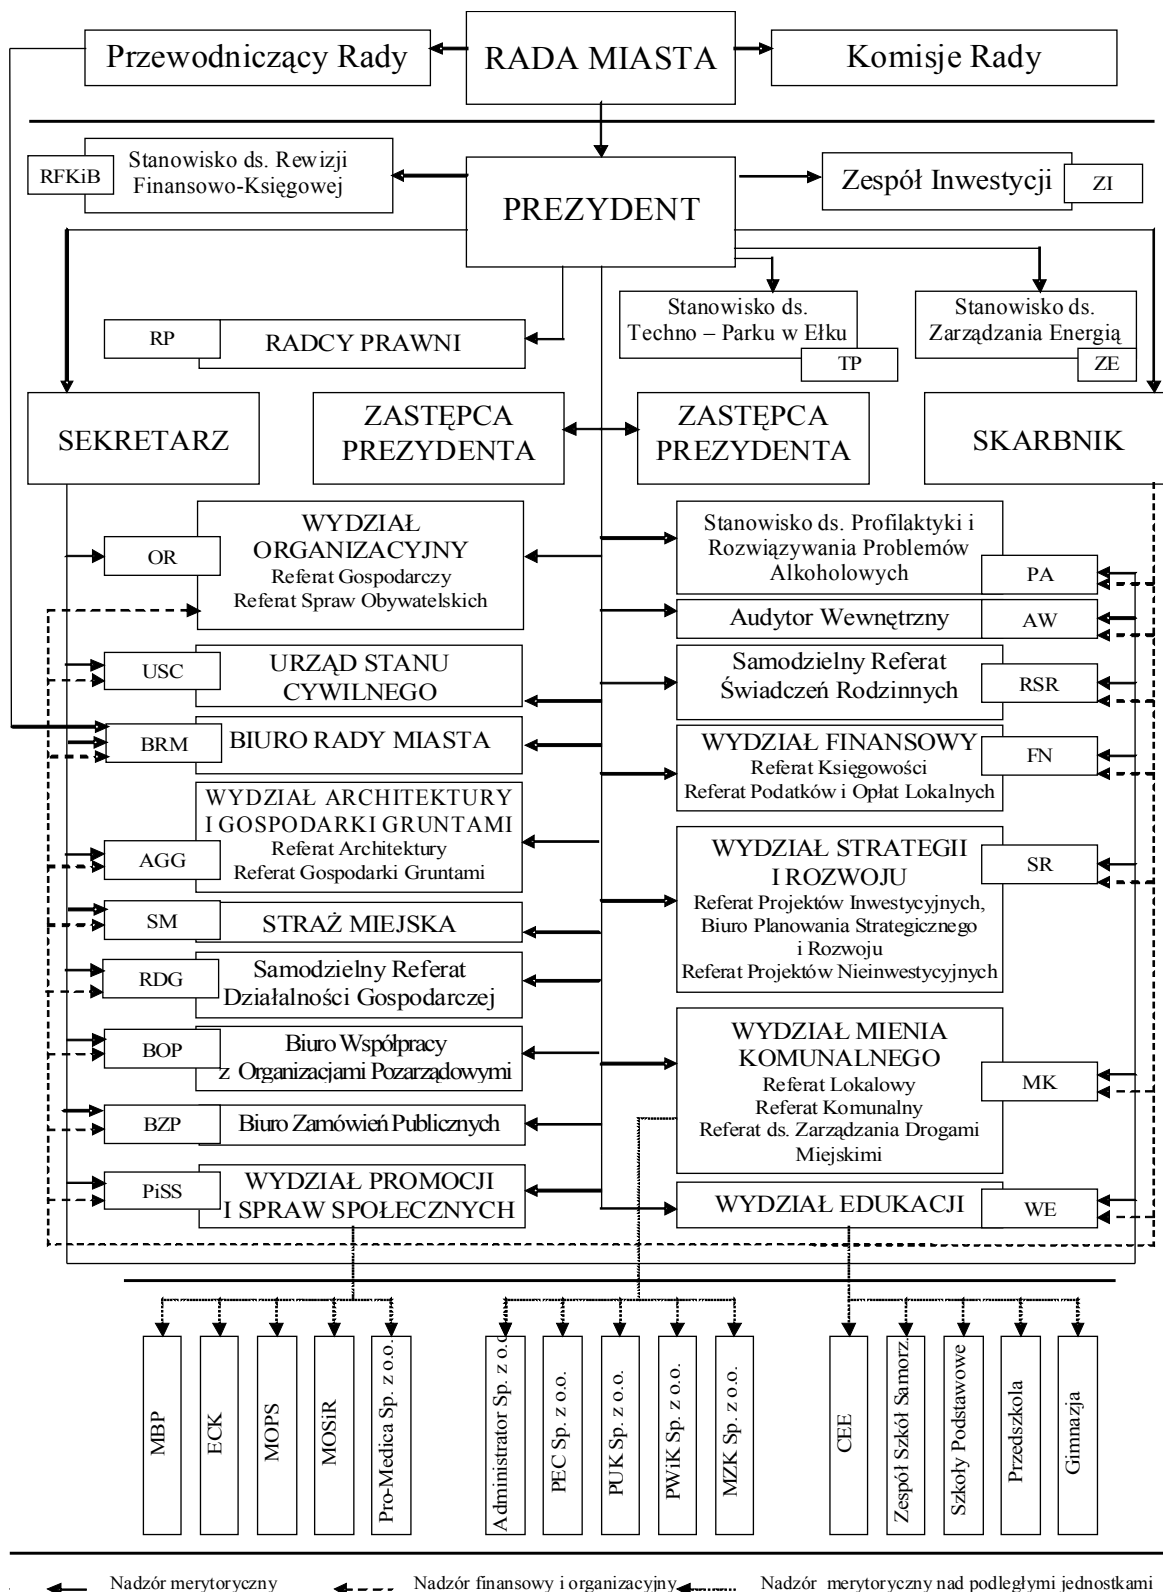 Przewodniczący Rady
RADA MIASTA
Komisje Rady
RFKiB
Stanowisko ds. Rewizji
Finansowo-Księgowej
PREZYDENT
Zespół Inwestycji
ZI
Stanowisko ds.
Techno – Parku w Ełku
TP
Stanowisko ds.
Zarządzania Energią
ZE
RP
RADCY PRAWNI
SEKRETARZ
ZASTĘPCA
PREZYDENTA
ZASTĘPCA
PREZYDENTA
SKARBNIK
OR
WYDZIAŁ
ORGANIZACYJNY
Referat Gospodarczy
Referat Spraw Obywatelskich
USC
URZĄD STANU
CYWILNEGO
BRM
BIURO RADY MIASTA
AGG
WYDZIAŁ ARCHITEKTURY
I GOSPODARKI GRUNTAMI
Referat Architektury
Referat Gospodarki Gruntami
SM
STRAŻ MIEJSKA
RDG
Samodzielny Referat
Działalności Gospodarczej
BOP
Biuro Współpracy
z Organizacjami Pozarządowymi
BZP
Biuro Zamówień Publicznych
PiSS
WYDZIAŁ PROMOCJI
I SPRAW SPOŁECZNYCH
Stanowisko ds. Profilaktyki i
Rozwiązywania Problemów
Alkoholowych
PA
Audytor Wewnętrzny
AW
Samodzielny Referat
Świadczeń Rodzinnych
RSR
WYDZIAŁ FINANSOWY
Referat Księgowości
Referat Podatków i Opłat Lokalnych
FN
WYDZIAŁ STRATEGII
I ROZWOJU
Referat Projektów Inwestycyjnych,
Biuro Planowania Strategicznego
i Rozwoju
Referat Projektów Nieinwestycyjnych
SR
WYDZIAŁ MIENIA
KOMUNALNEGO
Referat Lokalowy
Referat Komunalny
Referat ds. Zarządzania Drogami
Miejskimi
MK
WYDZIAŁ EDUKACJI
WE
MBP
ECK
MOPS
MOSiR
Pro-Medica Sp. z o.o.
Administrator Sp. z o.o
PEC Sp. z o.o.
PUK Sp. z o.o.
PWiK Sp. z o.o.
MZK Sp. z o.o.
CEE
Zespół Szkół Samorz.
Szkoły Podstawowe
Przedszkola
Gimnazja
Nadzór merytoryczny
Nadzór finansowy i organizacyjny
Nadzór merytoryczny nad podległymi jednostkami